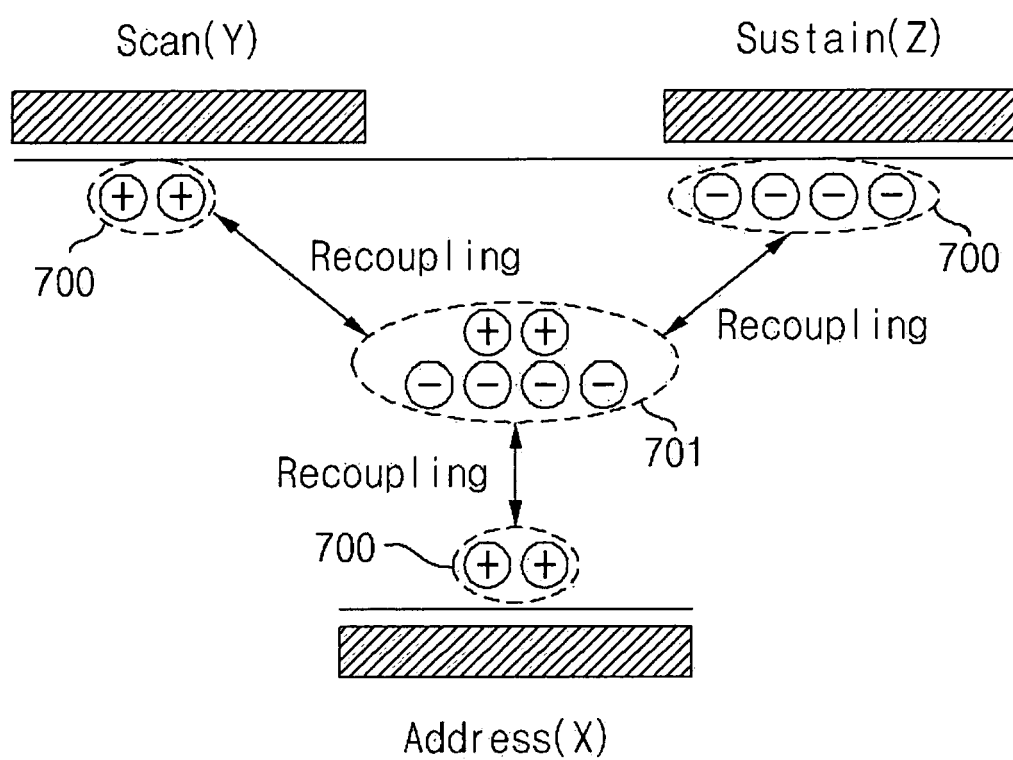 Scan(Y)
Sustain(Z)
+ +
- - - -
700
Recoupling
700
Recoupling
+ +
- - - -
701
Recoupling
700
+ +
Address(X)